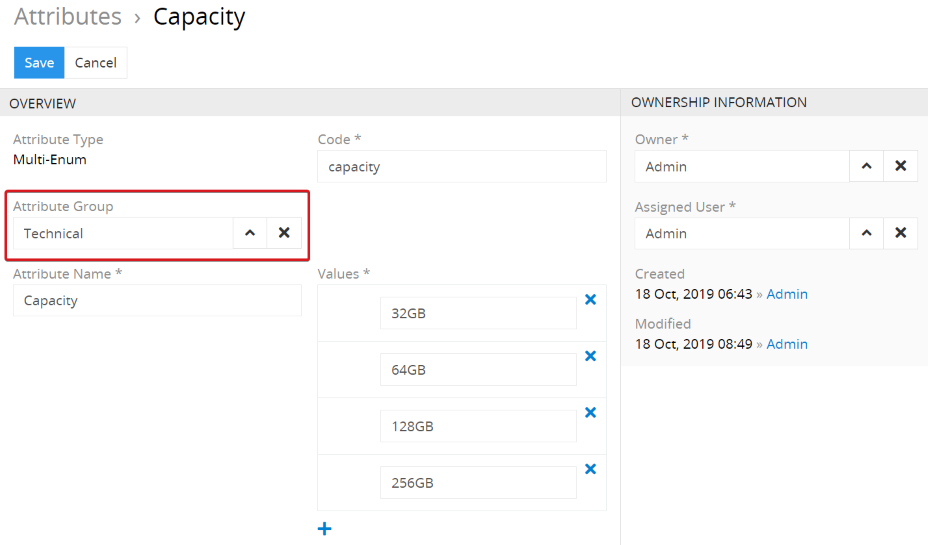 Attributes › Capacity
Save Cancel
OVERVIEW
Attribute Type
Multi-Enum
Code *
capacity
Attribute Group
Technical
Attribute Name *
Capacity
Values *
32GB
64GB
128GB
256GB
OWNERSHIP INFORMATION
Owner *
Admin
Assigned User *
Admin
Created
18 Oct, 2019 06:43 » Admin
Modified
18 Oct, 2019 08:49 » Admin